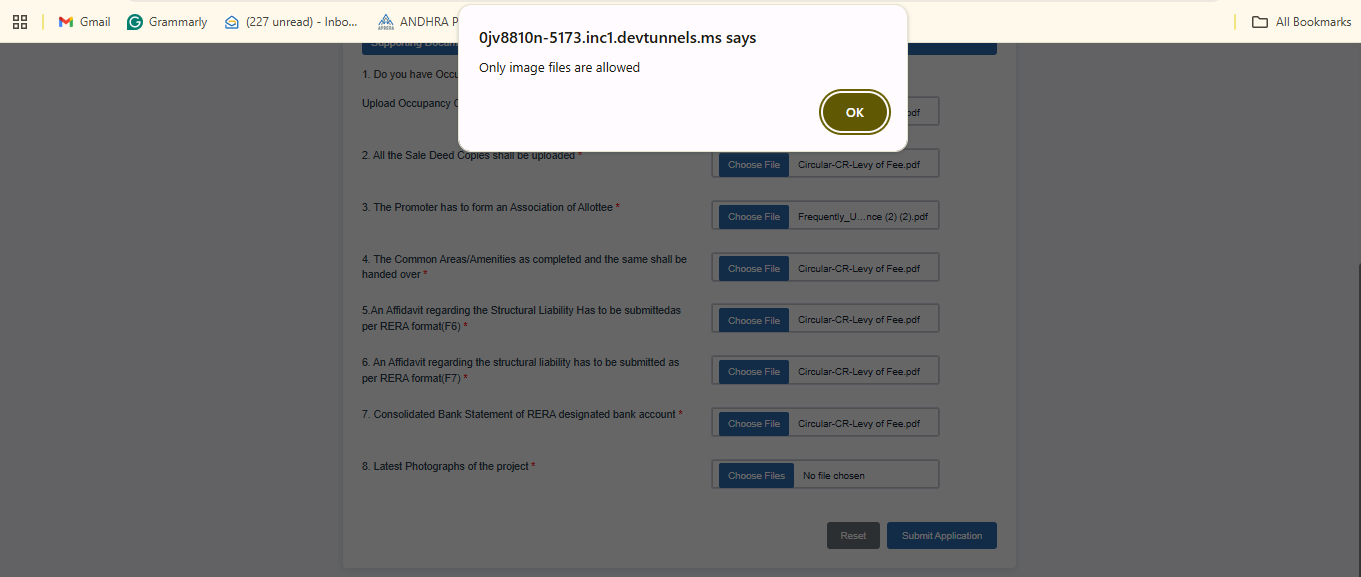 Gmail
Grammarly
(227 unread) - Inbo...
ANDHRA P
All Bookmarks
0jv8810n-5173.inc1.devtunnels.ms says
Only image files are allowed
OK
Supporting Docum
1. Do you have Occu
Upload Occupancy C
pdf
2. All the Sale Deed Copies shall be uploaded *
Choose File Circular-CR-Levy of Fee.pdf
3. The Promoter has to form an Association of Allottee *
Choose File Frequently_U...nce (2) (2).pdf
4. The Common Areas/Amenities as completed and the same shall be
handed over *
Choose File Circular-CR-Levy of Fee.pdf
5.An Affidavit regarding the Structural Liability Has to be submittedas
per RERA format(F6) *
Choose File Circular-CR-Levy of Fee.pdf
6. An Affidavit regarding the structural liability has to be submitted as
per RERA format(F7) *
Choose File Circular-CR-Levy of Fee.pdf
7. Consolidated Bank Statement of RERA designated bank account *
Choose File Circular-CR-Levy of Fee.pdf
8. Latest Photographs of the project *
Choose Files No file chosen
Reset
Submit Application